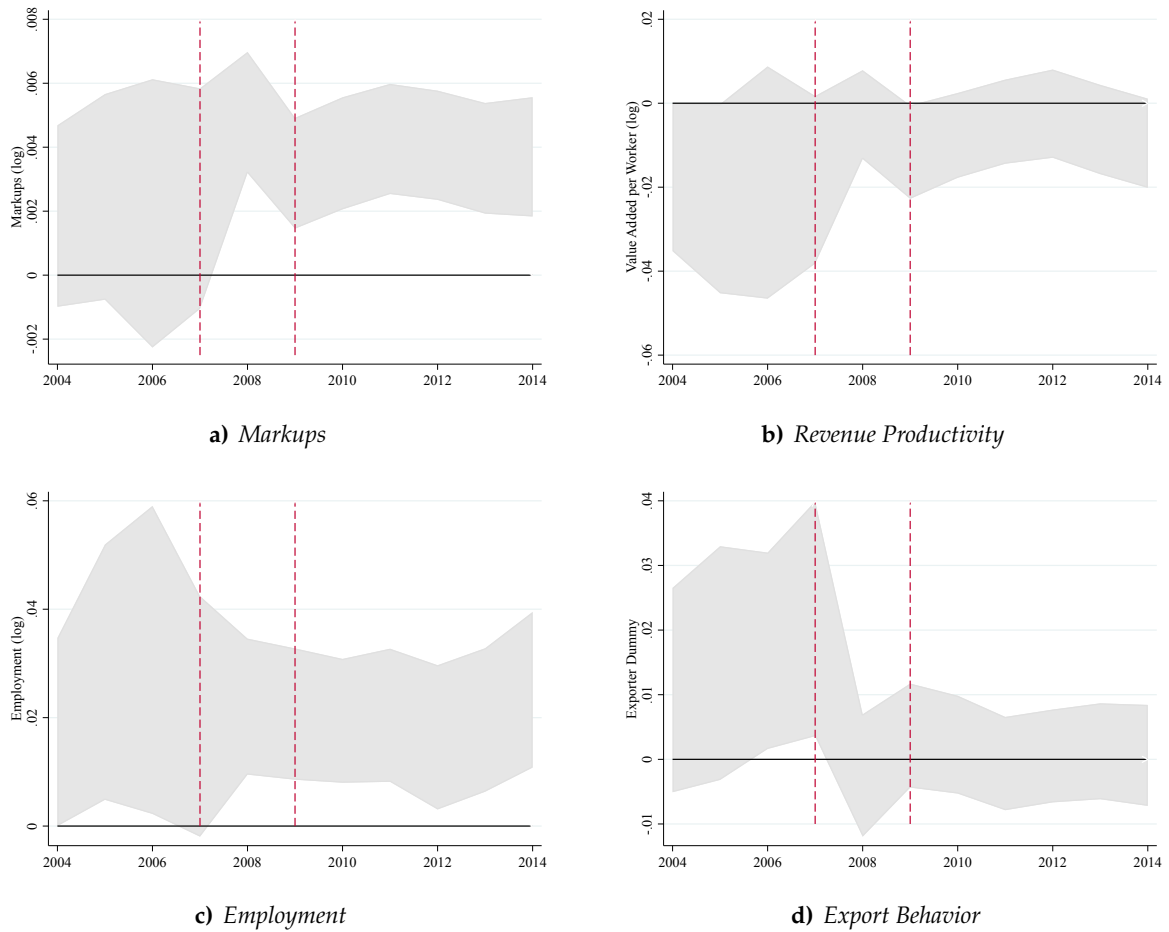 .008
.006
.004
.002
0
-.002
Markups (log)
2004 2006 2008 2010 2012 2014
a) Markups
.02
0
-.02
-.04
-.06
Value Added per Worker (log)
2004 2006 2008 2010 2012 2014
b) Revenue Productivity
.06
.04
.02
0
Employment (log)
2004 2006 2008 2010 2012 2014
c) Employment
.04
.03
.02
.01
0
-.01
Exporter Dummy
2004 2006 2008 2010 2012 2014
d) Export Behavior